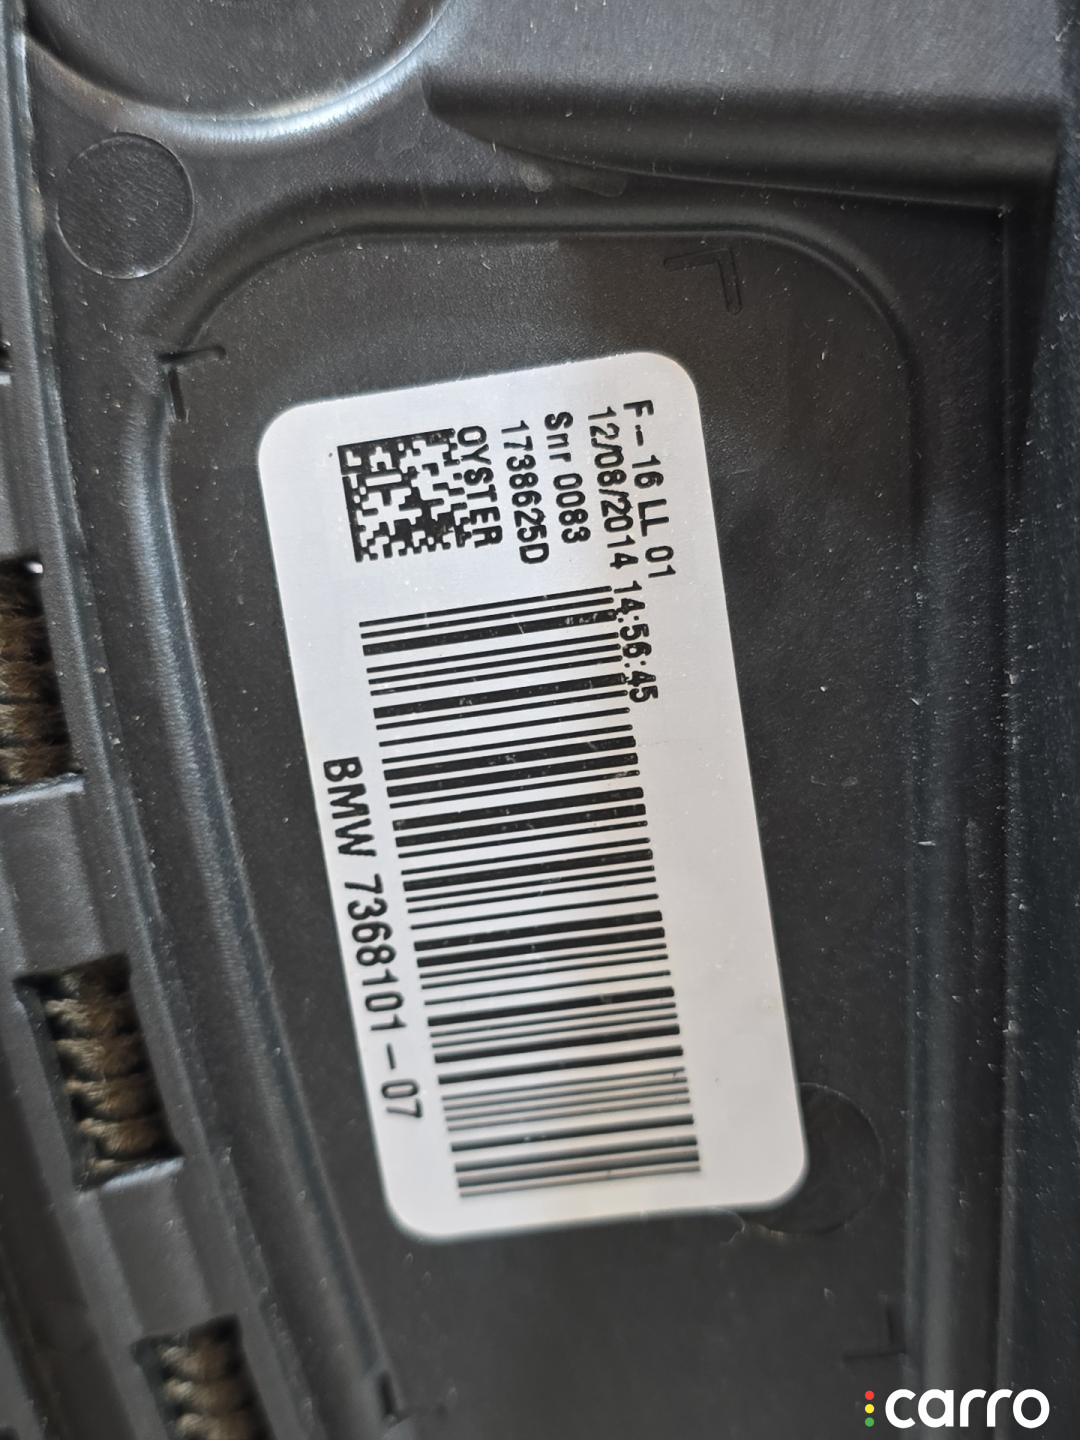 F-16 LL 01
12/08/2014 14:56:45
Snr 0083
1738625D
OYSTER
BMW 7368101-07
carro